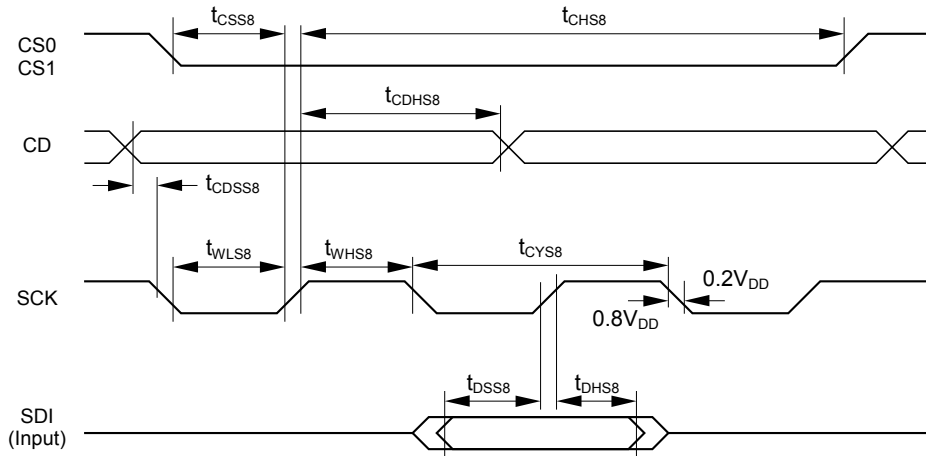 tCSS8
tCHS8
CS0
CS1
tCDHS8
CD
tCDSS8
tWLS8
tWHS8
tCYS8
SCK
0.2VDD
0.8VDD
tDSS8
tDHS8
SDI
(Input)